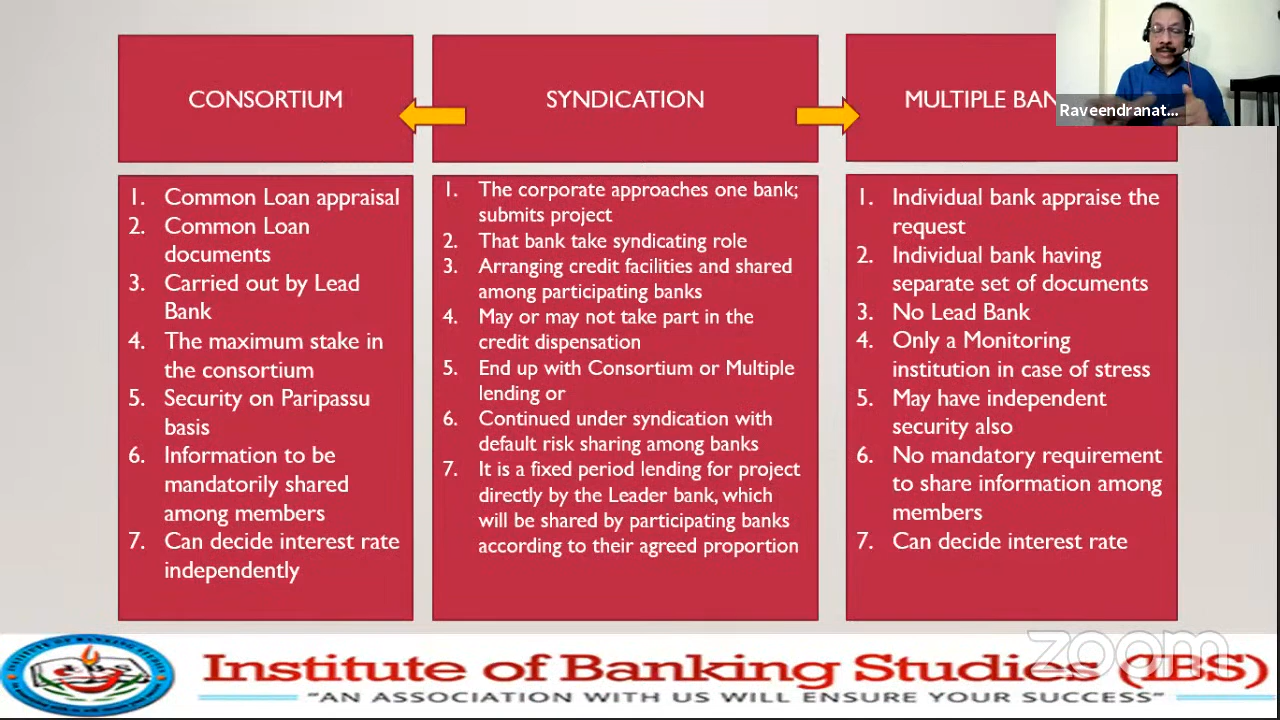 CONSORTIUM
SYNDICATION
MULTIPLE BAN
Raveendranat...
1. Common Loan appraisal
2. Common Loan
documents
3. Carried out by Lead
Bank
4. The maximum stake in
the consortium
5. Security on Paripassu
basis
6. Information to be
mandatorily shared
among members
7. Can decide interest rate
independently
1. The corporate approaches one bank;
submits project
2. That bank take syndicating role
3. Arranging credit facilities and shared
among participating banks
4. May or may not take part in the
credit dispensation
5. End up with Consortium or Multiple
lending or
6. Continued under syndication with
default risk sharing among banks
7. It is a fixed period lending for project
directly by the Leader bank, which
will be shared by participating banks
according to their agreed proportion
1. Individual bank appraise the
request
2. Individual bank having
separate set of documents
3. No Lead Bank
4. Only a Monitoring
institution in case of stress
5. May have independent
security also
6. No mandatory requirement
to share information among
members
7. Can decide interest rate
zoom
Institute of Banking Studies (IBS)
"AN ASSOCIATION WITH US WILL ENSURE YOUR SUCCESS"